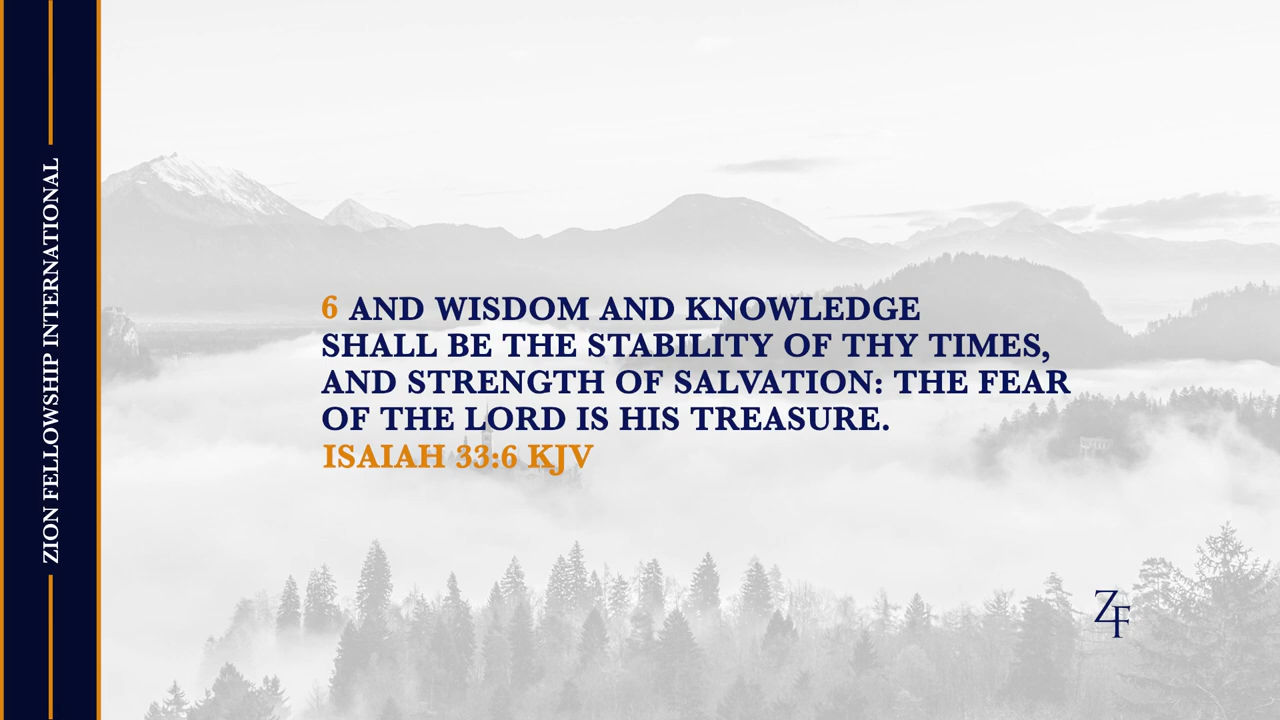 ZION FELLOWSHIP INTERNATIONAL
6 AND WISDOM AND KNOWLEDGE
SHALL BE THE STABILITY OF THY TIMES,
AND STRENGTH OF SALVATION: THE FEAR
OF THE LORD IS HIS TREASURE.
ISAIAH 33:6 KJV
ZF